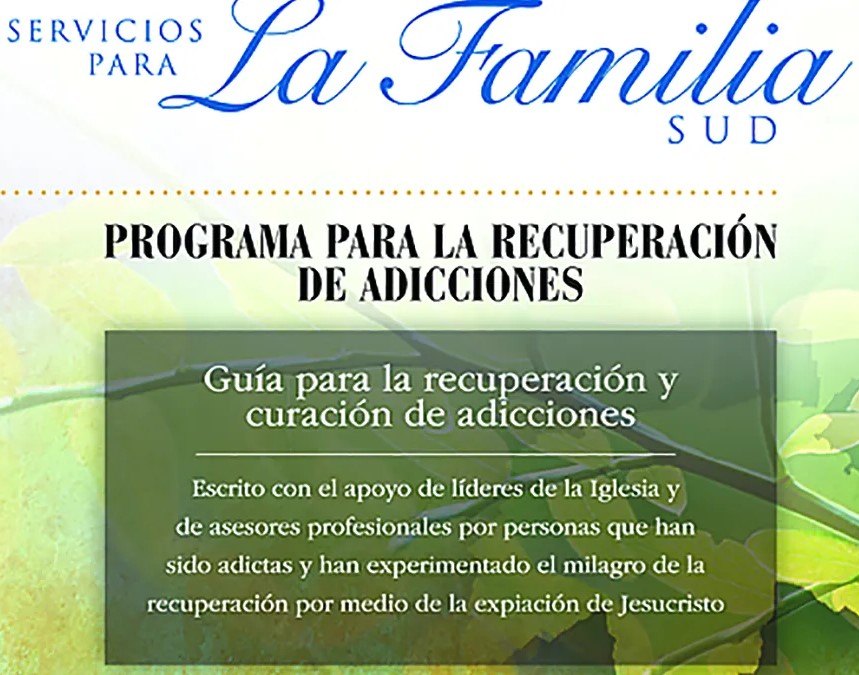 SERVICIOS
PARA
La Familia
SUD
PROGRAMA PARA LA RECUPERACIÓN
DE ADICCIONES
Guía para la recuperación y
curación de adicciones
Escrito con el apoyo de líderes de la Iglesia y
de asesores profesionales por personas que han
sido adictas y han experimentado el milagro de la
recuperación por medio de la expiación de Jesucristo